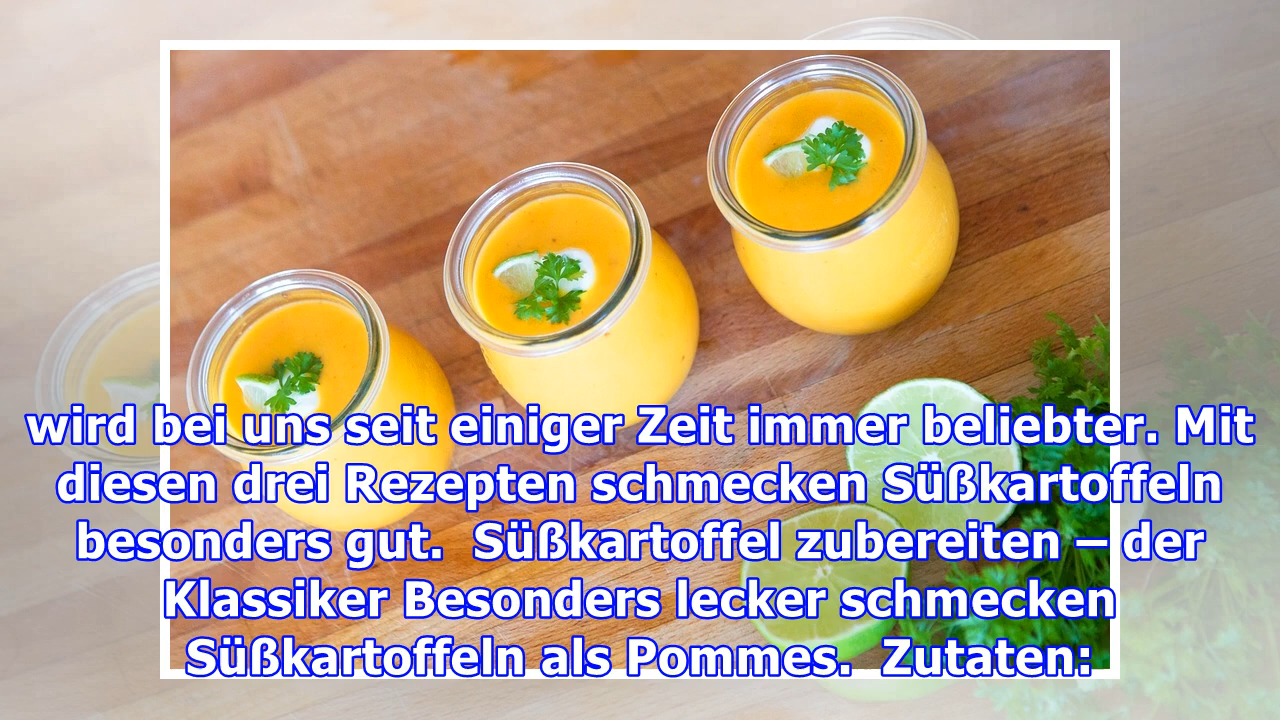 wird bei uns seit einiger Zeit immer beliebter. Mit
diesen drei Rezepten schmecken Süßkartoffeln
besonders gut.  Süßkartoffel zubereiten – der
Klassiker Besonders lecker schmecken
Süßkartoffeln als Pommes.  Zutaten: